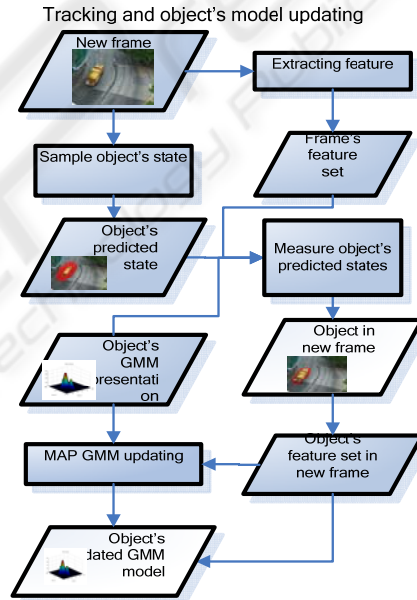 Tracking and object's model updating
New frame
Extracting feature
Sample object's state
Frame's
feature
set
Object's
predicted
state
Measure object's
predicted states
Object's
GMM
presentati
on
Object in
new frame
MAP GMM updating
Object's
feature set in
new frame
Object's
dated GMM
model